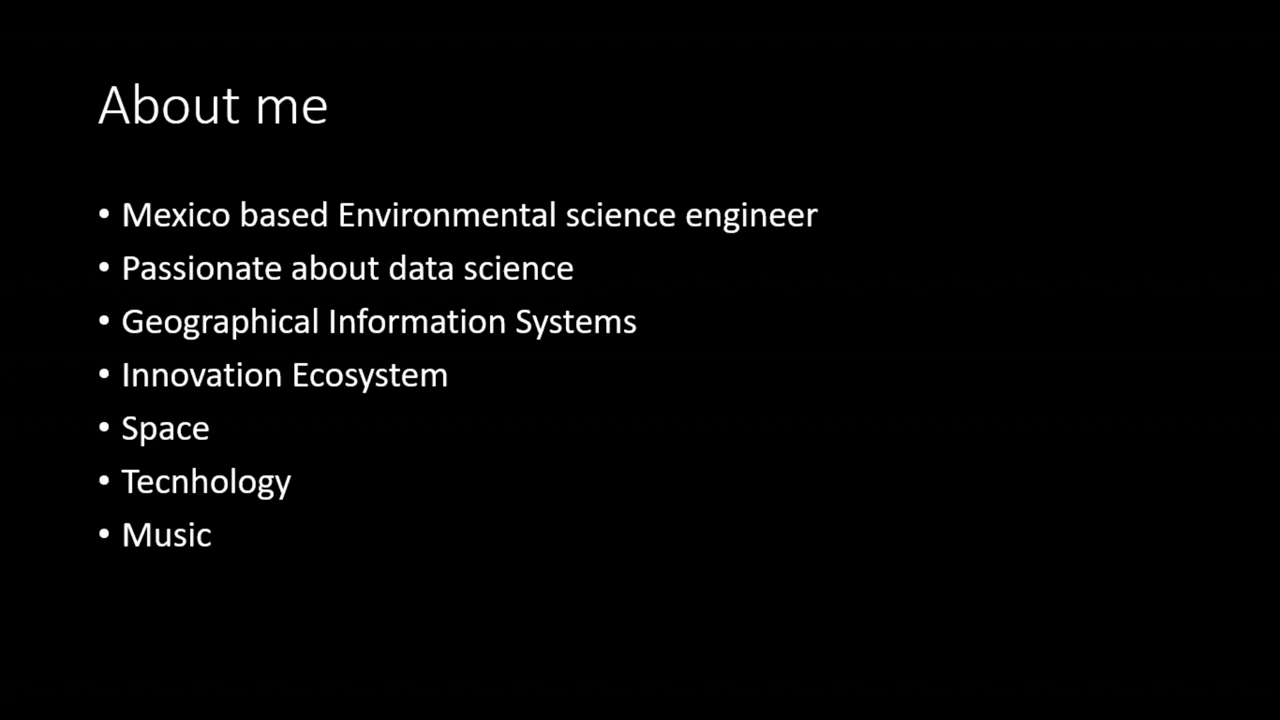 About me
• Mexico based Environmental science engineer
• Passionate about data science
• Geographical Information Systems
• Innovation Ecosystem
• Space
• Tecnhology
• Music